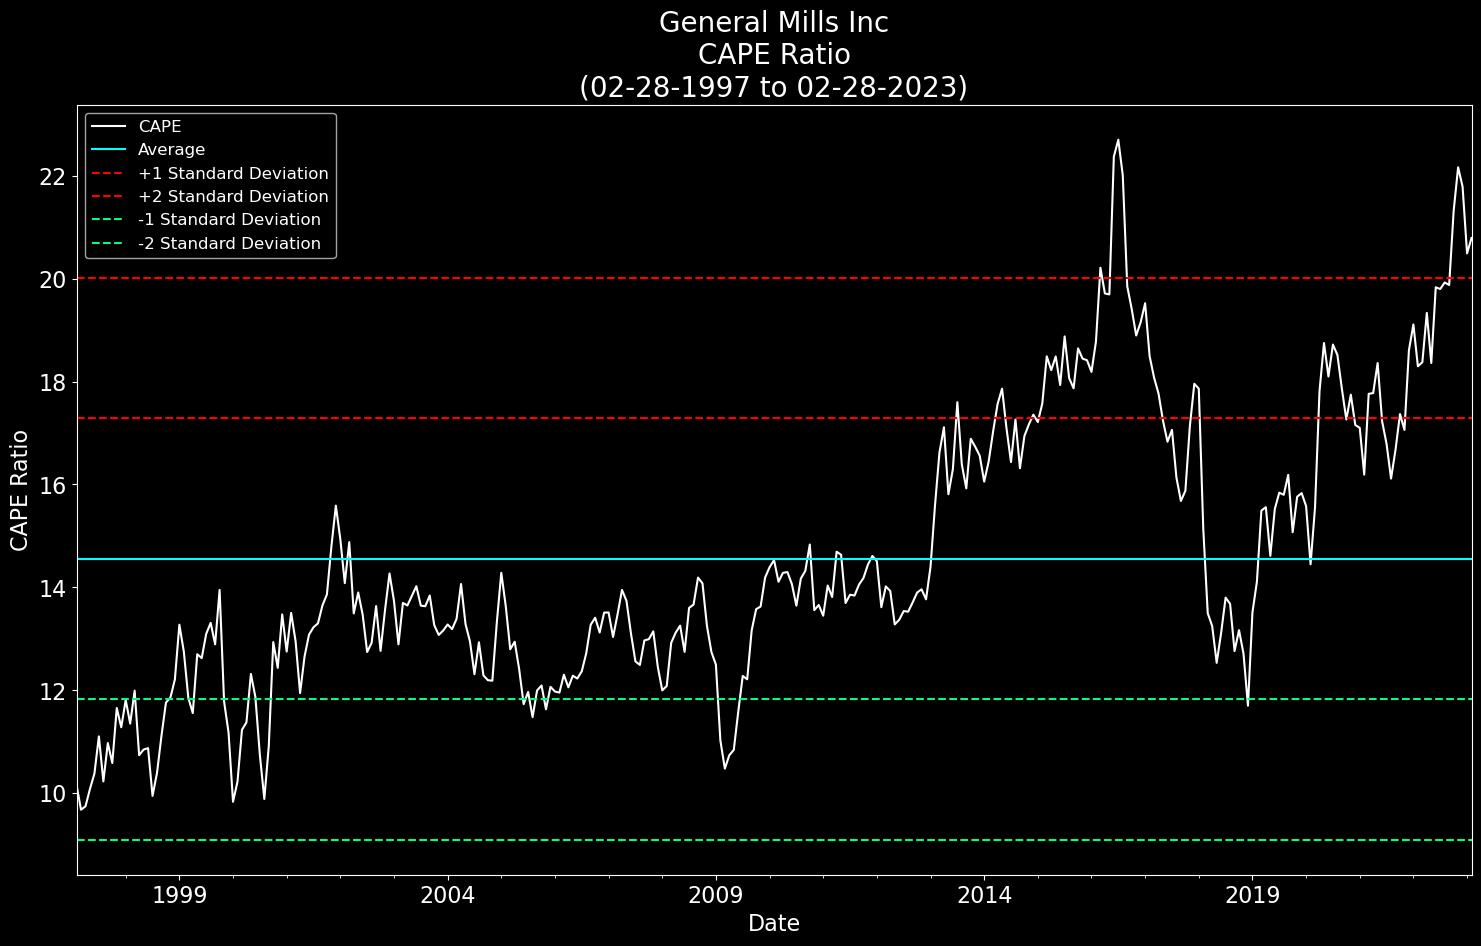 General Mills Inc
CAPE Ratio
(02-28-1997 to 02-28-2023)
CAPE
Average
+1 Standard Deviation
+2 Standard Deviation
-1 Standard Deviation
-2 Standard Deviation
22
20
18
16
14
12
10
CAPE Ratio
1999
2004
2009
2014
2019
Date